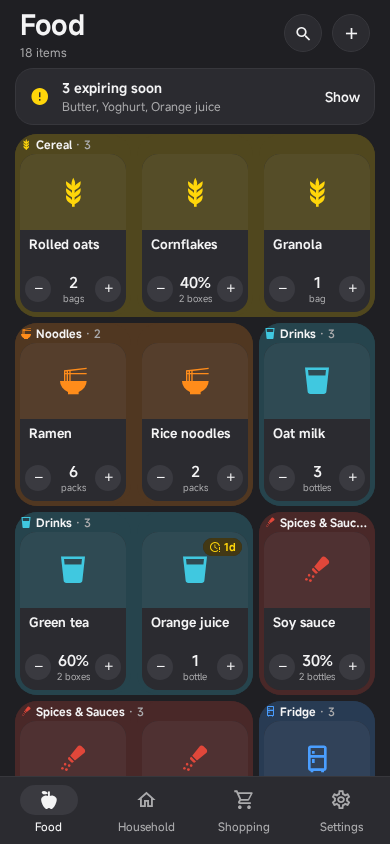 Food
18 items
3 expiring soon
Butter, Yoghurt, Orange juice
Show
Cereal · 3
Rolled oats
Cornflakes
Granola
− 2 +
bags
− 40% +
2 boxes
− 1 +
bag
Noodles · 2
Drinks · 3
Ramen
Rice noodles
Oat milk
− 6 +
packs
− 2 +
packs
− 3 +
bottles
Drinks · 3
Spices & Sauc...
1d
Green tea
Orange juice
Soy sauce
− 60% +
2 boxes
− 1 +
bottle
− 30% +
2 bottles
Spices & Sauces · 3
Fridge · 3
Food
Household
Shopping
Settings